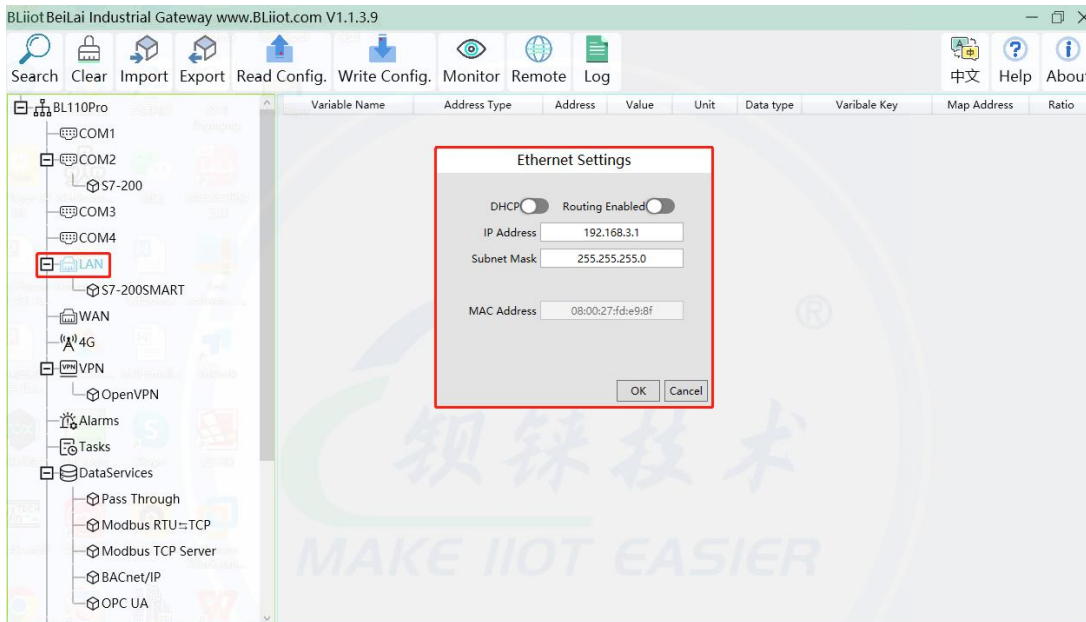 BLiiot BeiLai Industrial Gateway www.BLiiot.com V1.1.3.9
Search Clear Import Export Read Config. Write Config. Monitor Remote Log 中文 Help Abou
Variable Name Address Type Address Value Unit Data type Varibale Key Map Address Ratio
BL110Pro
COM1
COM2
S7-200
COM3
COM4
LAN
S7-200SMART
WAN
4G
VPN VPN
OpenVPN
Alarms
Tasks
DataServices
Pass Through
Modbus RTU⇆TCP
Modbus TCP Server
BACnet/IP
OPC UA
Ethernet Settings
DHCP Routing Enabled
IP Address 192.168.3.1
Subnet Mask 255.255.255.0
MAC Address 08:00:27:fd:e9:8f
OK Cancel
®
钡铼技术
MAKE IIOT EASIER